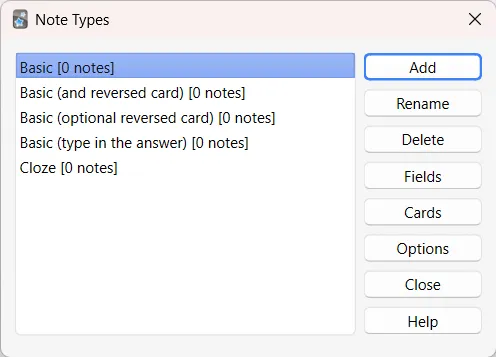 Note Types
Basic [0 notes]
Basic (and reversed card) [0 notes]
Basic (optional reversed card) [0 notes]
Basic (type in the answer) [0 notes]
Cloze [0 notes]
Add
Rename
Delete
Fields
Cards
Options
Close
Help